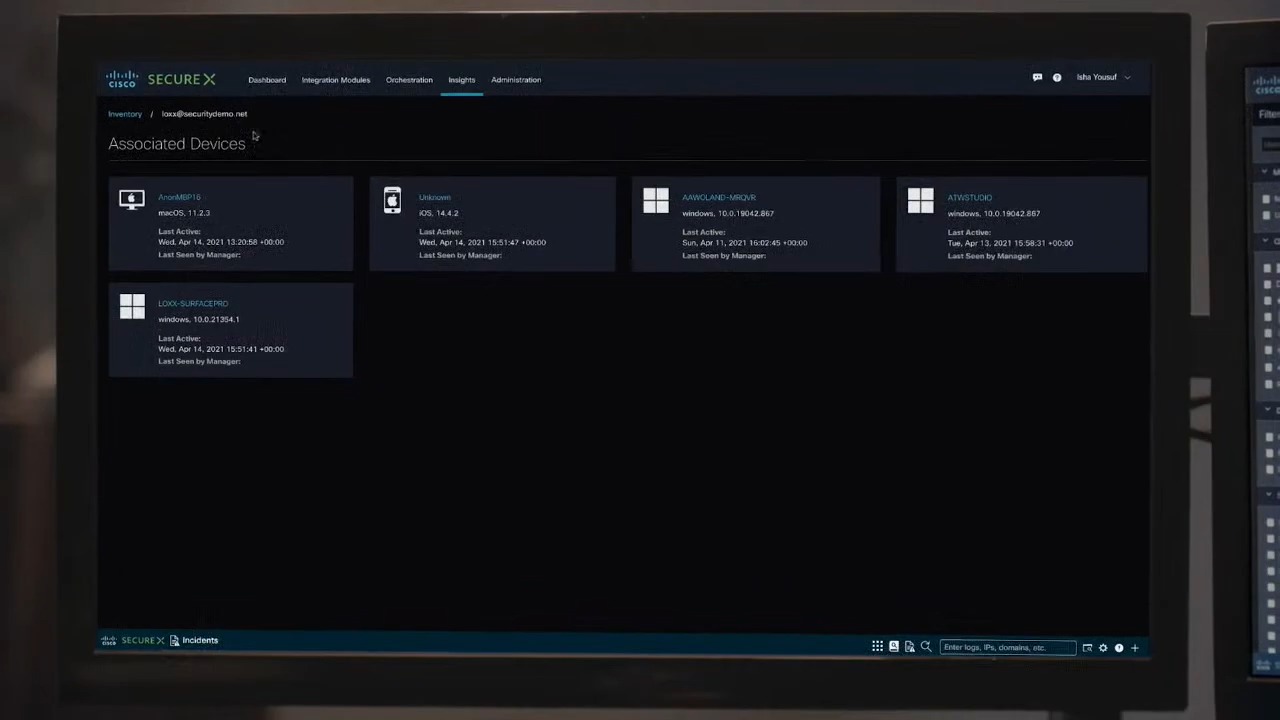 CISCO SECURE X Dashboard Integration Modules Orchestration Insights Administration Isha Yousuf
Inventory / loxx@securitydemo.net
Associated Devices
AnonMBP16
macOS, 11.2.3
Last Active:
Wed, Apr 14, 2021 13:20:58 +00:00
Last Seen by Manager:
Unknown
iOS, 14.4.2
Last Active:
Wed, Apr 14, 2021 15:51:47 +00:00
Last Seen by Manager:
AAWOLAND-MRQVR
windows, 10.0.19042.867
Last Active:
Sun, Apr 11, 2021 16:02:45 +00:00
Last Seen by Manager:
ATWSTUDIO
windows, 10.0.19042.867
Last Active:
Tue, Apr 13, 2021 15:58:31 +00:00
Last Seen by Manager:
LOXX-SURFACEPRO
windows, 10.0.21354.1
Last Active:
Wed, Apr 14, 2021 15:51:41 +00:00
Last Seen by Manager:
CISCO SECURE X Incidents Enter logs, IPs, domains, etc.
CISCO